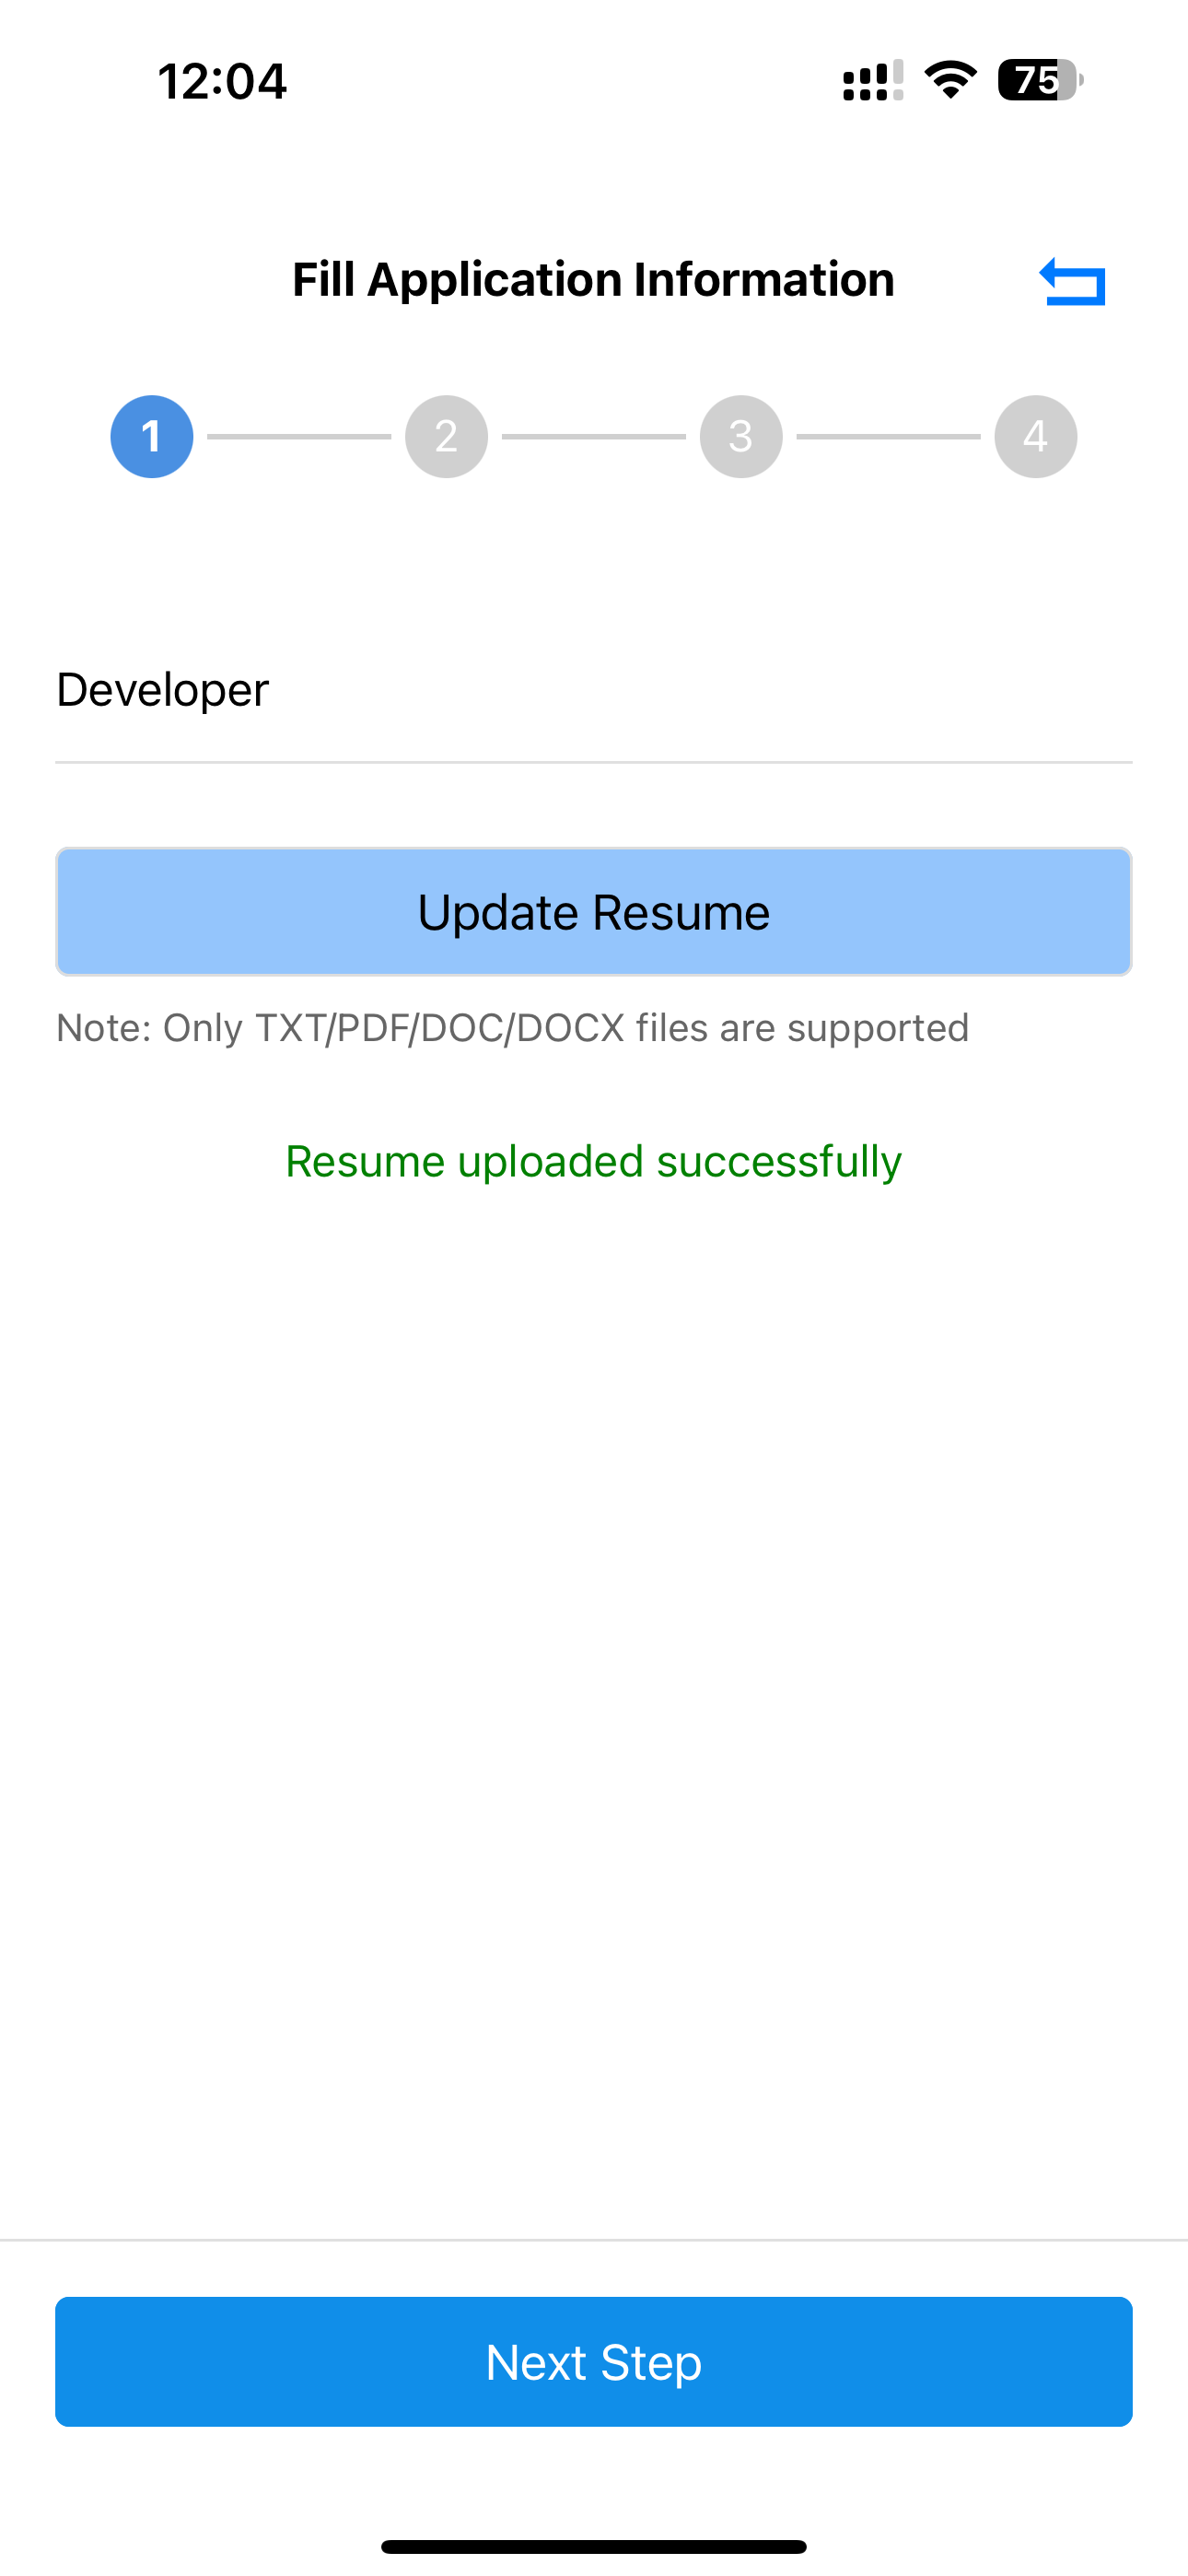 12:04
75
Fill Application Information
1
2
3
4
Developer
Update Resume
Note: Only TXT/PDF/DOC/DOCX files are supported
Resume uploaded successfully
Next Step